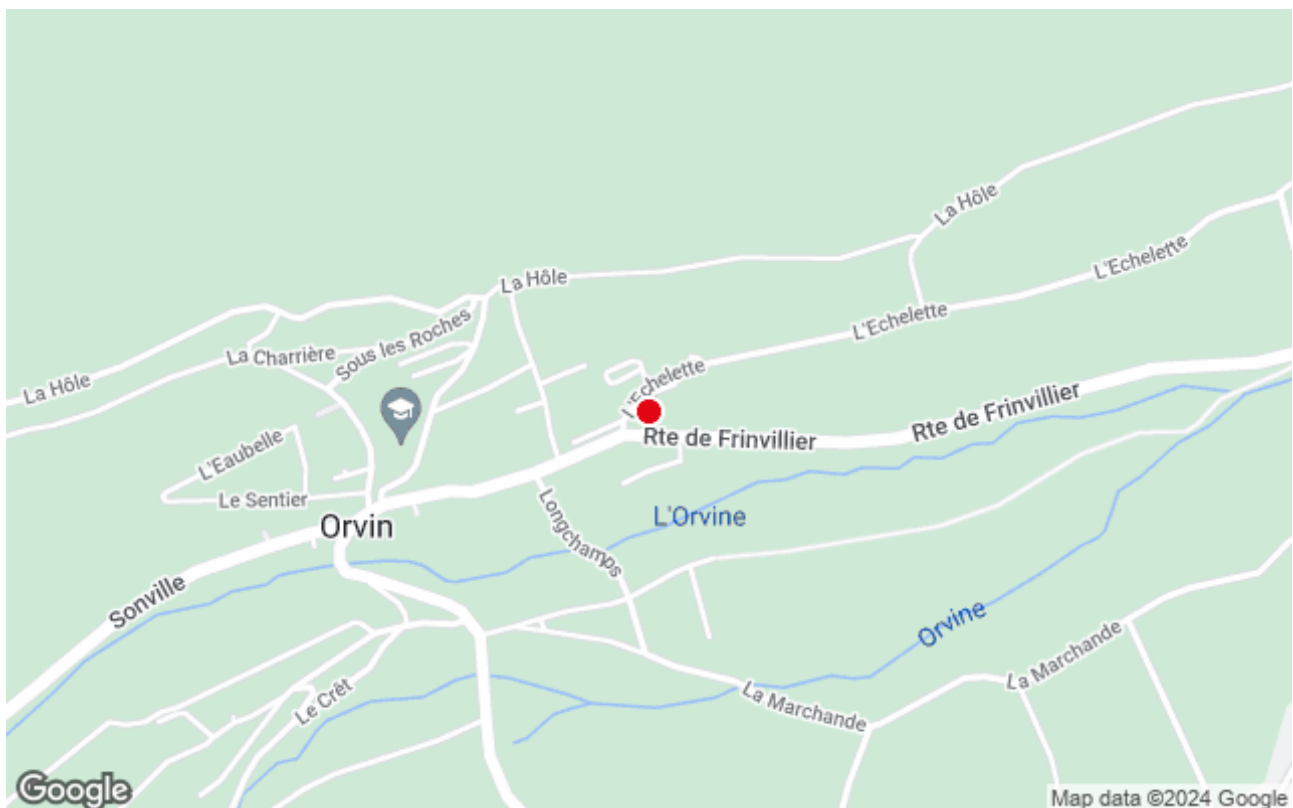 La Hôle
L'Echelette
La Hôle
L'Echelette
Sous les Roches
La Charrière
La Hôle
L'Echelette
Rte de Frinvillier
Rte de Frinvillier
L'Eaubelle
Le Sentier
Orvin
L'Orvine
Longchamps
Sonville
Orvine
La Marchande
Le Crêt
La Marchande
Google
Map data ©2024 Google